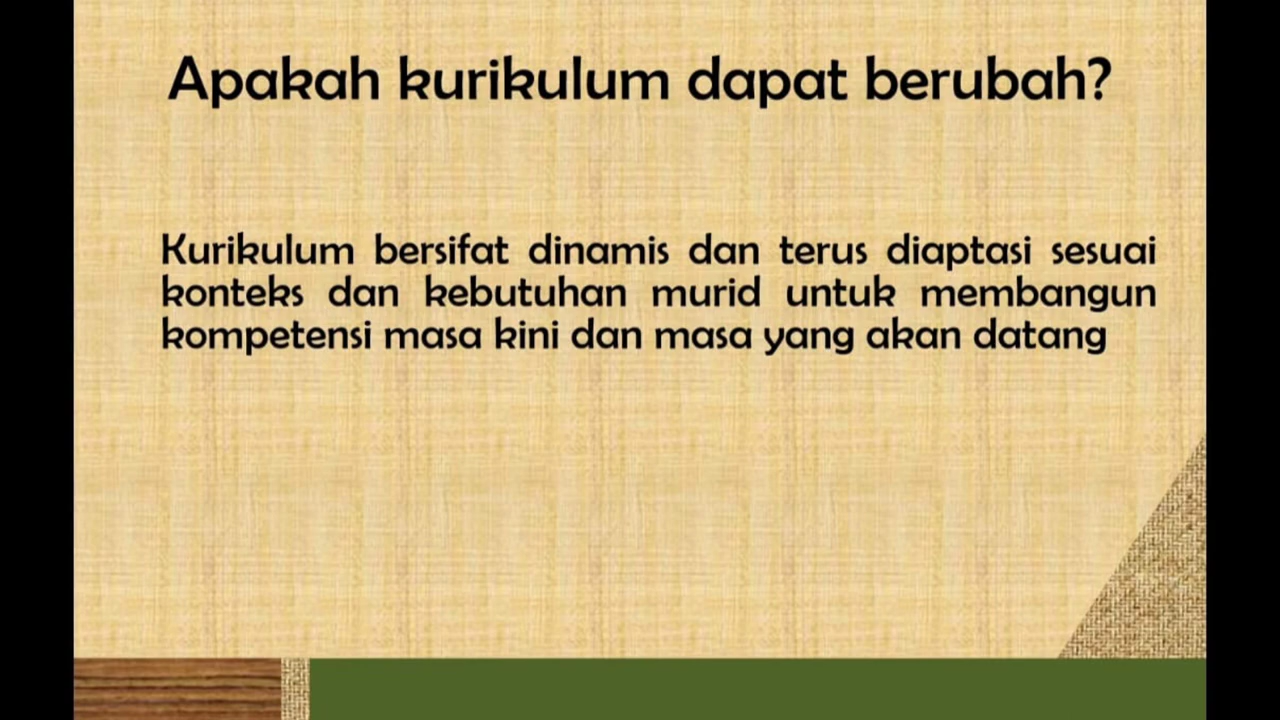 Apakah kurikulum dapat berubah?
Kurikulum bersifat dinamis dan terus diaptasi sesuai
konteks dan kebutuhan murid untuk membangun
kompetensi masa kini dan masa yang akan datang